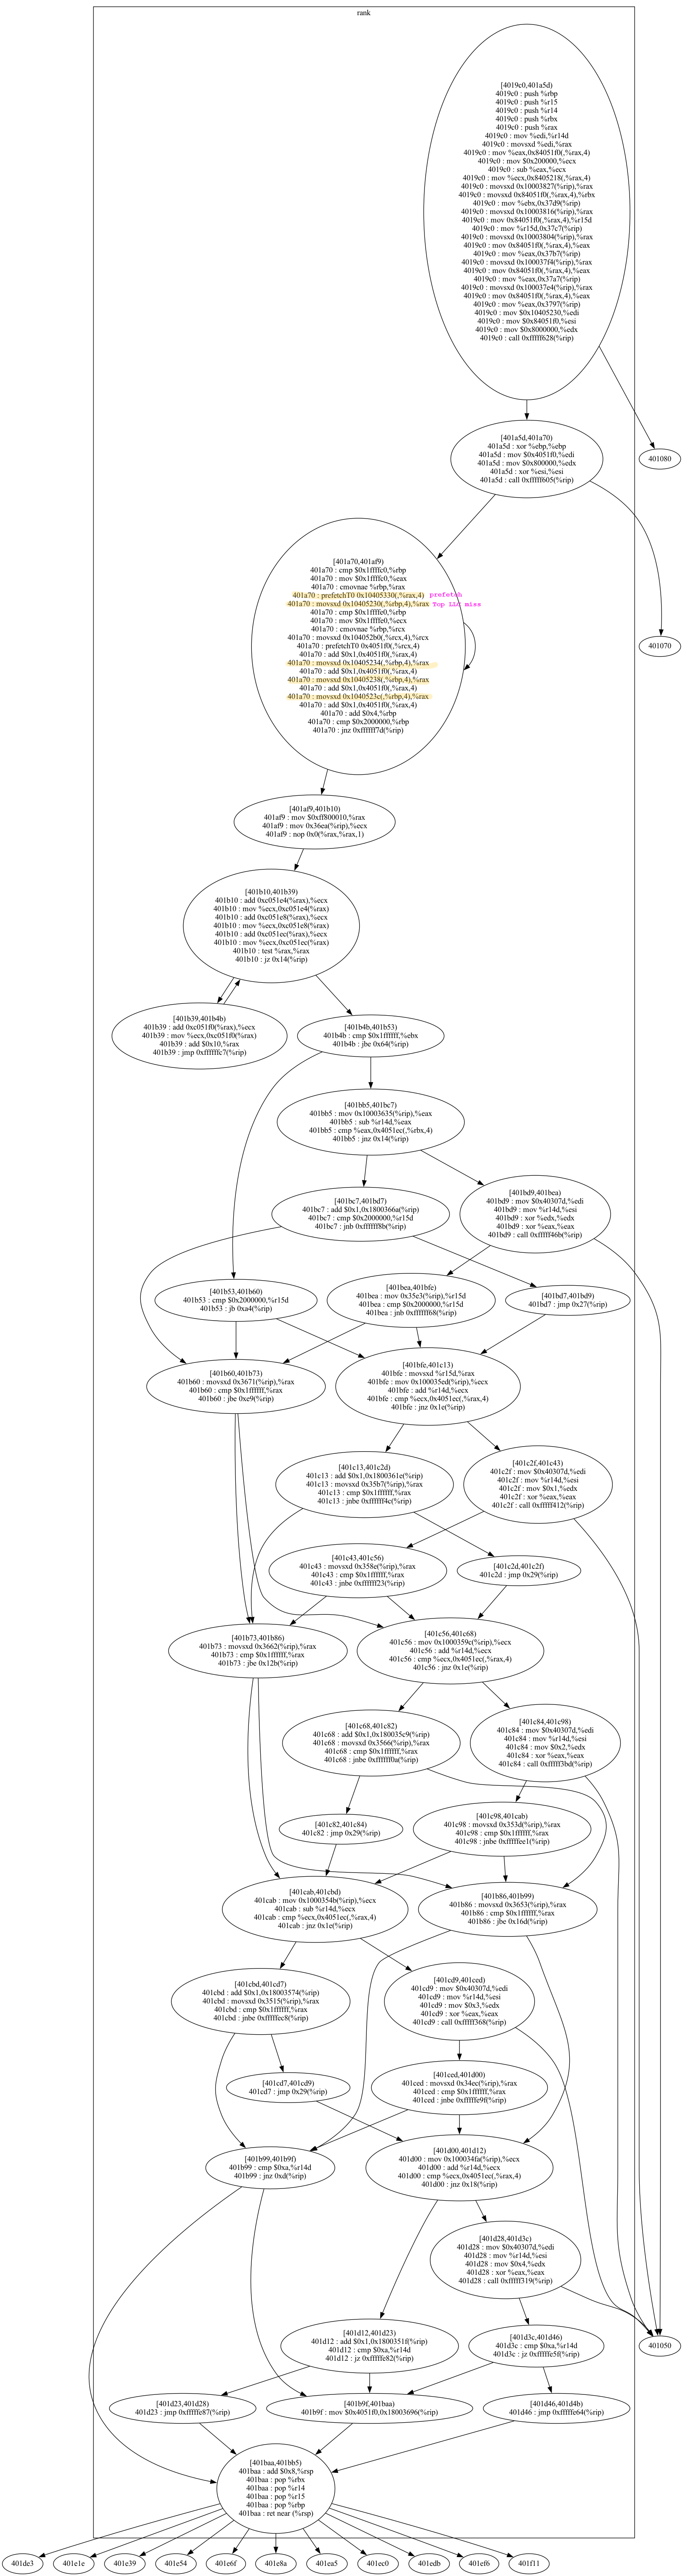 rank
[4019c0,401a5d)
4019c0 : push %rbp
4019c0 : push %r15
4019c0 : push %r14
4019c0 : push %rbx
4019c0 : push %rax
4019c0 : mov %edi,%r14d
4019c0 : movsxd %edi,%rax
4019c0 : mov %eax,0x84051f0(,%rax,4)
4019c0 : mov $0x200000,%ecx
4019c0 : sub %eax,%ecx
4019c0 : mov %ecx,0x8405218(,%rax,4)
4019c0 : movsxd 0x10003827(%rip),%rax
4019c0 : movsxd 0x84051f0(,%rax,4),%rbx
4019c0 : mov %ebx,0x37d9(%rip)
4019c0 : movsxd 0x10003816(%rip),%rax
4019c0 : mov 0x84051f0(,%rax,4),%r15d
4019c0 : mov %r15d,0x37c7(%rip)
4019c0 : movsxd 0x10003804(%rip),%rax
4019c0 : mov 0x84051f0(,%rax,4),%eax
4019c0 : mov %eax,0x37b7(%rip)
4019c0 : movsxd 0x100037f4(%rip),%rax
4019c0 : mov 0x84051f0(,%rax,4),%eax
4019c0 : mov %eax,0x37a7(%rip)
4019c0 : movsxd 0x100037e4(%rip),%rax
4019c0 : mov 0x84051f0(,%rax,4),%eax
4019c0 : mov %eax,0x3797(%rip)
4019c0 : mov $0x10405230,%edi
4019c0 : mov $0x84051f0,%esi
4019c0 : mov $0x8000000,%edx
4019c0 : call 0xfffff628(%rip)
[401a5d,401a70)
401a5d : xor %ebp,%ebp
401a5d : mov $0x4051f0,%edi
401a5d : mov $0x800000,%edx
401a5d : xor %esi,%esi
401a5d : call 0xfffff605(%rip)
401080
[401a70,401af9)
401a70 : cmp $0x1ffffc0,%rbp
401a70 : mov $0x1ffffc0,%eax
401a70 : cmovnae %rbp,%rax
401a70 : prefetchT0 0x10405330(,%rax,4) prefetch
401a70 : movsxd 0x10405230(,%rbp,4),%rax Top LLC miss
401a70 : cmp $0x1ffffe0,%rbp
401a70 : mov $0x1ffffe0,%ecx
401a70 : cmovnae %rbp,%rcx
401a70 : movsxd 0x104052b0(,%rcx,4),%rcx
401a70 : prefetchT0 0x4051f0(,%rcx,4)
401a70 : add $0x1,0x4051f0(,%rax,4)
401a70 : movsxd 0x10405234(,%rbp,4),%rax
401a70 : add $0x1,0x4051f0(,%rax,4)
401a70 : movsxd 0x10405238(,%rbp,4),%rax
401a70 : add $0x1,0x4051f0(,%rax,4)
401a70 : movsxd 0x1040523c(,%rbp,4),%rax
401a70 : add $0x1,0x4051f0(,%rax,4)
401a70 : add $0x4,%rbp
401a70 : cmp $0x2000000,%rbp
401a70 : jnz 0xffffff7d(%rip)
401070
[401af9,401b10)
401af9 : mov $0xff800010,%rax
401af9 : mov 0x36ea(%rip),%ecx
401af9 : nop 0x0(%rax,%rax,1)
[401b10,401b39)
401b10 : add 0xc051e4(%rax),%ecx
401b10 : mov %ecx,0xc051e4(%rax)
401b10 : add 0xc051e8(%rax),%ecx
401b10 : mov %ecx,0xc051e8(%rax)
401b10 : add 0xc051ec(%rax),%ecx
401b10 : mov %ecx,0xc051ec(%rax)
401b10 : test %rax,%rax
401b10 : jz 0x14(%rip)
[401b39,401b4b)
401b39 : add 0xc051f0(%rax),%ecx
401b39 : mov %ecx,0xc051f0(%rax)
401b39 : add $0x10,%rax
401b39 : jmp 0xffffffc7(%rip)
[401b4b,401b53)
401b4b : cmp $0x1ffffff,%ebx
401b4b : jbe 0x64(%rip)
[401bb5,401bc7)
401bb5 : mov 0x10003635(%rip),%eax
401bb5 : sub %r14d,%eax
401bb5 : cmp %eax,0x4051ec(,%rbx,4)
401bb5 : jnz 0x14(%rip)
[401bc7,401bd7)
401bc7 : add $0x1,0x1800366a(%rip)
401bc7 : cmp $0x2000000,%r15d
401bc7 : jnb 0xffffff8b(%rip)
[401bd9,401bea)
401bd9 : mov $0x40307d,%edi
401bd9 : mov %r14d,%esi
401bd9 : xor %edx,%edx
401bd9 : xor %eax,%eax
401bd9 : call 0xfffff46b(%rip)
[401b53,401b60)
401b53 : cmp $0x2000000,%r15d
401b53 : jb 0xa4(%rip)
[401bea,401bfe)
401bea : mov 0x35e3(%rip),%r15d
401bea : cmp $0x2000000,%r15d
401bea : jnb 0xffffff68(%rip)
[401bd7,401bd9)
401bd7 : jmp 0x27(%rip)
[401b60,401b73)
401b60 : movsxd 0x3671(%rip),%rax
401b60 : cmp $0x1ffffff,%rax
401b60 : jbe 0xe9(%rip)
[401bfe,401c13)
401bfe : movsxd %r15d,%rax
401bfe : mov 0x100035ed(%rip),%ecx
401bfe : add %r14d,%ecx
401bfe : cmp %ecx,0x4051ec(,%rax,4)
401bfe : jnz 0x1e(%rip)
[401c13,401c2d)
401c13 : add $0x1,0x1800361e(%rip)
401c13 : movsxd 0x35b7(%rip),%rax
401c13 : cmp $0x1ffffff,%rax
401c13 : jnbe 0xffffff4c(%rip)
[401c2f,401c43)
401c2f : mov $0x40307d,%edi
401c2f : mov %r14d,%esi
401c2f : mov $0x1,%edx
401c2f : xor %eax,%eax
401c2f : call 0xfffff412(%rip)
[401c43,401c56)
401c43 : movsxd 0x358e(%rip),%rax
401c43 : cmp $0x1ffffff,%rax
401c43 : jnbe 0xffffff23(%rip)
[401c2d,401c2f)
401c2d : jmp 0x29(%rip)
[401b73,401b86)
401b73 : movsxd 0x3662(%rip),%rax
401b73 : cmp $0x1ffffff,%rax
401b73 : jbe 0x12b(%rip)
[401c56,401c68)
401c56 : mov 0x1000359c(%rip),%ecx
401c56 : add %r14d,%ecx
401c56 : cmp %ecx,0x4051ec(,%rax,4)
401c56 : jnz 0x1e(%rip)
[401c68,401c82)
401c68 : add $0x1,0x180035c9(%rip)
401c68 : movsxd 0x3566(%rip),%rax
401c68 : cmp $0x1ffffff,%rax
401c68 : jnbe 0xffffff0a(%rip)
[401c84,401c98)
401c84 : mov $0x40307d,%edi
401c84 : mov %r14d,%esi
401c84 : mov $0x2,%edx
401c84 : xor %eax,%eax
401c84 : call 0xfffff3bd(%rip)
[401c82,401c84)
401c82 : jmp 0x29(%rip)
[401c98,401cab)
401c98 : movsxd 0x353d(%rip),%rax
401c98 : cmp $0x1ffffff,%rax
401c98 : jnbe 0xfffffee1(%rip)
[401cab,401cbd)
401cab : mov 0x1000354b(%rip),%ecx
401cab : sub %r14d,%ecx
401cab : cmp %ecx,0x4051ec(,%rax,4)
401cab : jnz 0x1e(%rip)
[401b86,401b99)
401b86 : movsxd 0x3653(%rip),%rax
401b86 : cmp $0x1ffffff,%rax
401b86 : jbe 0x16d(%rip)
[401cbd,401cd7)
401cbd : add $0x1,0x18003574(%rip)
401cbd : movsxd 0x3515(%rip),%rax
401cbd : cmp $0x1ffffff,%rax
401cbd : jnbe 0xfffffec8(%rip)
[401cd9,401ced)
401cd9 : mov $0x40307d,%edi
401cd9 : mov %r14d,%esi
401cd9 : mov $0x3,%edx
401cd9 : xor %eax,%eax
401cd9 : call 0xfffff368(%rip)
[401cd7,401cd9)
401cd7 : jmp 0x29(%rip)
[401ced,401d00)
401ced : movsxd 0x34ec(%rip),%rax
401ced : cmp $0x1ffffff,%rax
401ced : jnbe 0xfffffe9f(%rip)
[401b99,401b9f)
401b99 : cmp $0xa,%r14d
401b99 : jnz 0xd(%rip)
[401d00,401d12)
401d00 : mov 0x100034fa(%rip),%ecx
401d00 : add %r14d,%ecx
401d00 : cmp %ecx,0x4051ec(,%rax,4)
401d00 : jnz 0x18(%rip)
[401d28,401d3c)
401d28 : mov $0x40307d,%edi
401d28 : mov %r14d,%esi
401d28 : mov $0x4,%edx
401d28 : xor %eax,%eax
401d28 : call 0xfffff319(%rip)
[401d12,401d23)
401d12 : add $0x1,0x1800351f(%rip)
401d12 : cmp $0xa,%r14d
401d12 : jz 0xfffffe82(%rip)
[401d3c,401d46)
401d3c : cmp $0xa,%r14d
401d3c : jz 0xfffffe5f(%rip)
401050
[401d23,401d28)
401d23 : jmp 0xfffffe87(%rip)
[401b9f,401baa)
401b9f : mov $0x4051f0,0x18003696(%rip)
[401d46,401d4b)
401d46 : jmp 0xfffffe64(%rip)
[401baa,401bb5)
401baa : add $0x8,%rsp
401baa : pop %rbx
401baa : pop %r14
401baa : pop %r15
401baa : pop %rbp
401baa : ret near (%rsp)
401de3
401e1e
401e39
401e54
401e6f
401e8a
401ea5
401ec0
401edb
401ef6
401f11